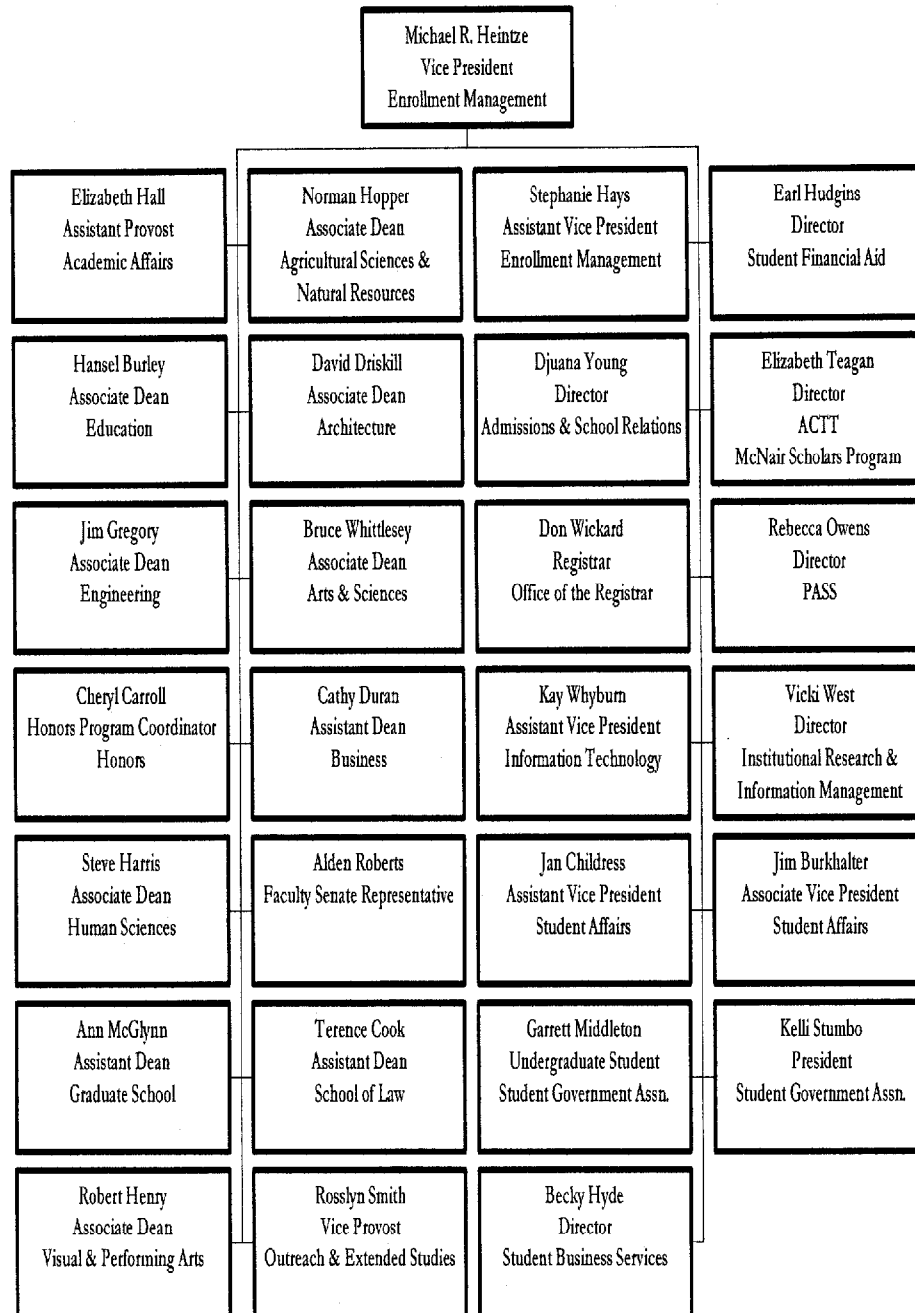 Michael R. Heintze
Vice President
Enrollment Management
Elizabeth Hall
Assistant Provost
Academic Affairs
Norman Hopper
Associate Dean
Agricultural Sciences &
Natural Resources
Stephanie Hays
Assistant Vice President
Enrollment Management
Earl Hudgins
Director
Student Financial Aid
Hansel Burley
Associate Dean
Education
David Driskill
Associate Dean
Architecture
Djuana Young
Director
Admissions & School Relations
Elizabeth Teagan
Director
ACTT
McNair Scholars Program
Jim Gregory
Associate Dean
Engineering
Bruce Whittlesey
Associate Dean
Arts & Sciences
Don Wickard
Registrar
Office of the Registrar
Rebecca Owens
Director
PASS
Cheryl Carroll
Honors Program Coordinator
Honors
Cathy Duran
Assistant Dean
Business
Kay Whyburn
Assistant Vice President
Information Technology
Vicki West
Director
Institutional Research &
Information Management
Steve Harris
Associate Dean
Human Sciences
Alden Roberts
Faculty Senate Representative
Jan Childress
Assistant Vice President
Student Affairs
Jim Burkhalter
Associate Vice President
Student Affairs
Ann McGlynn
Assistant Dean
Graduate School
Terence Cook
Assistant Dean
School of Law
Garrett Middleton
Undergraduate Student
Student Government Assn.
Kelli Stumbo
President
Student Government Assn.
Robert Henry
Associate Dean
Visual & Performing Arts
Rosslyn Smith
Vice Provost
Outreach & Extended Studies
Becky Hyde
Director
Student Business Services